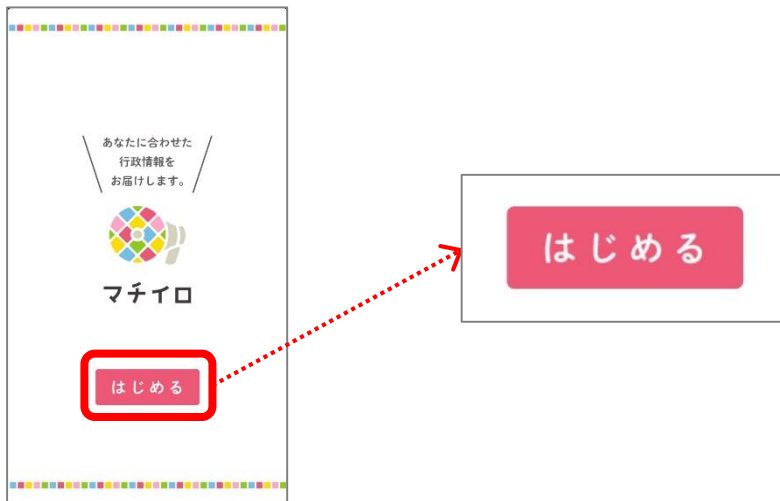 あなたに合わせた
行政情報を
お届けします。
マチイロ
はじめる
はじめる